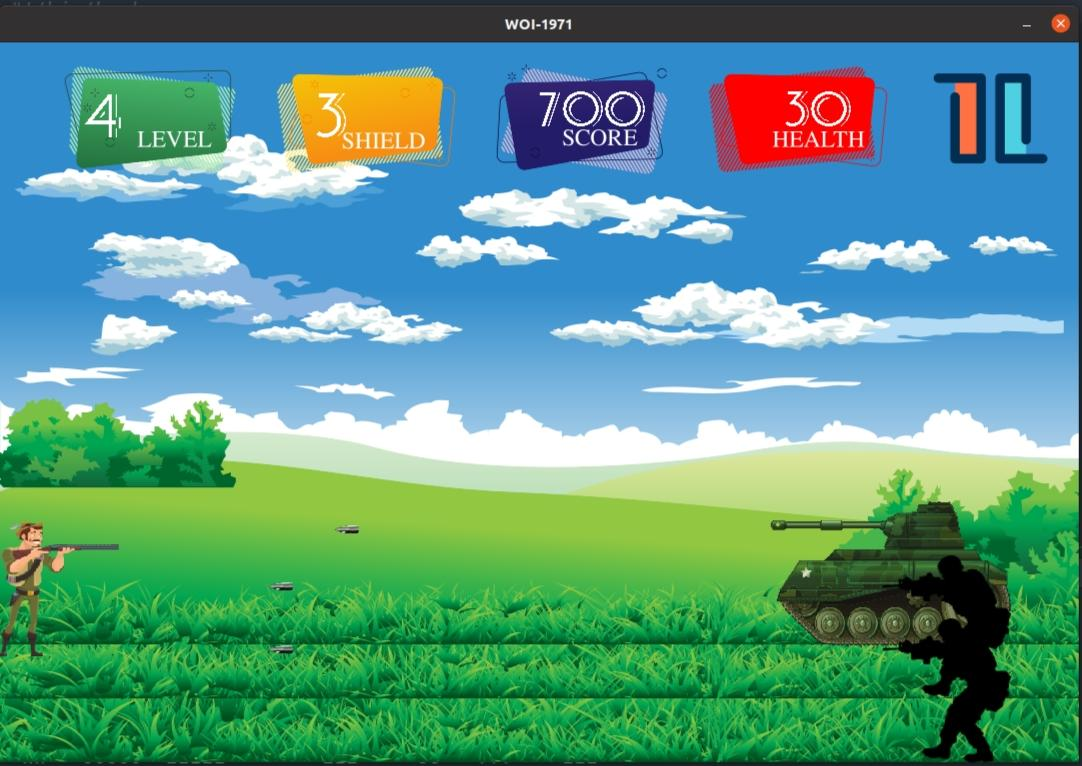 WOI-1971
4 LEVEL
3 SHIELD
700 SCORE
30 HEALTH